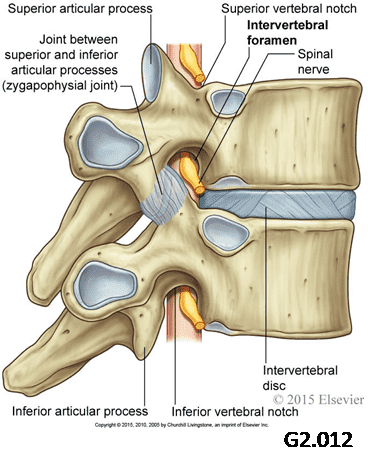 Superior articular process
Superior vertebral notch
Joint between
superior and inferior
articular processes
(zygapophysial joint)
Intervertebral
foramen
Spinal
nerve
Intervertebral
disc
© 2015 Elsevier
Inferior articular process
Inferior vertebral notch
Copyright © 2015, 2010, 2005 by Churchill Livingstone, an imprint of Elsevier Inc.
G2.012